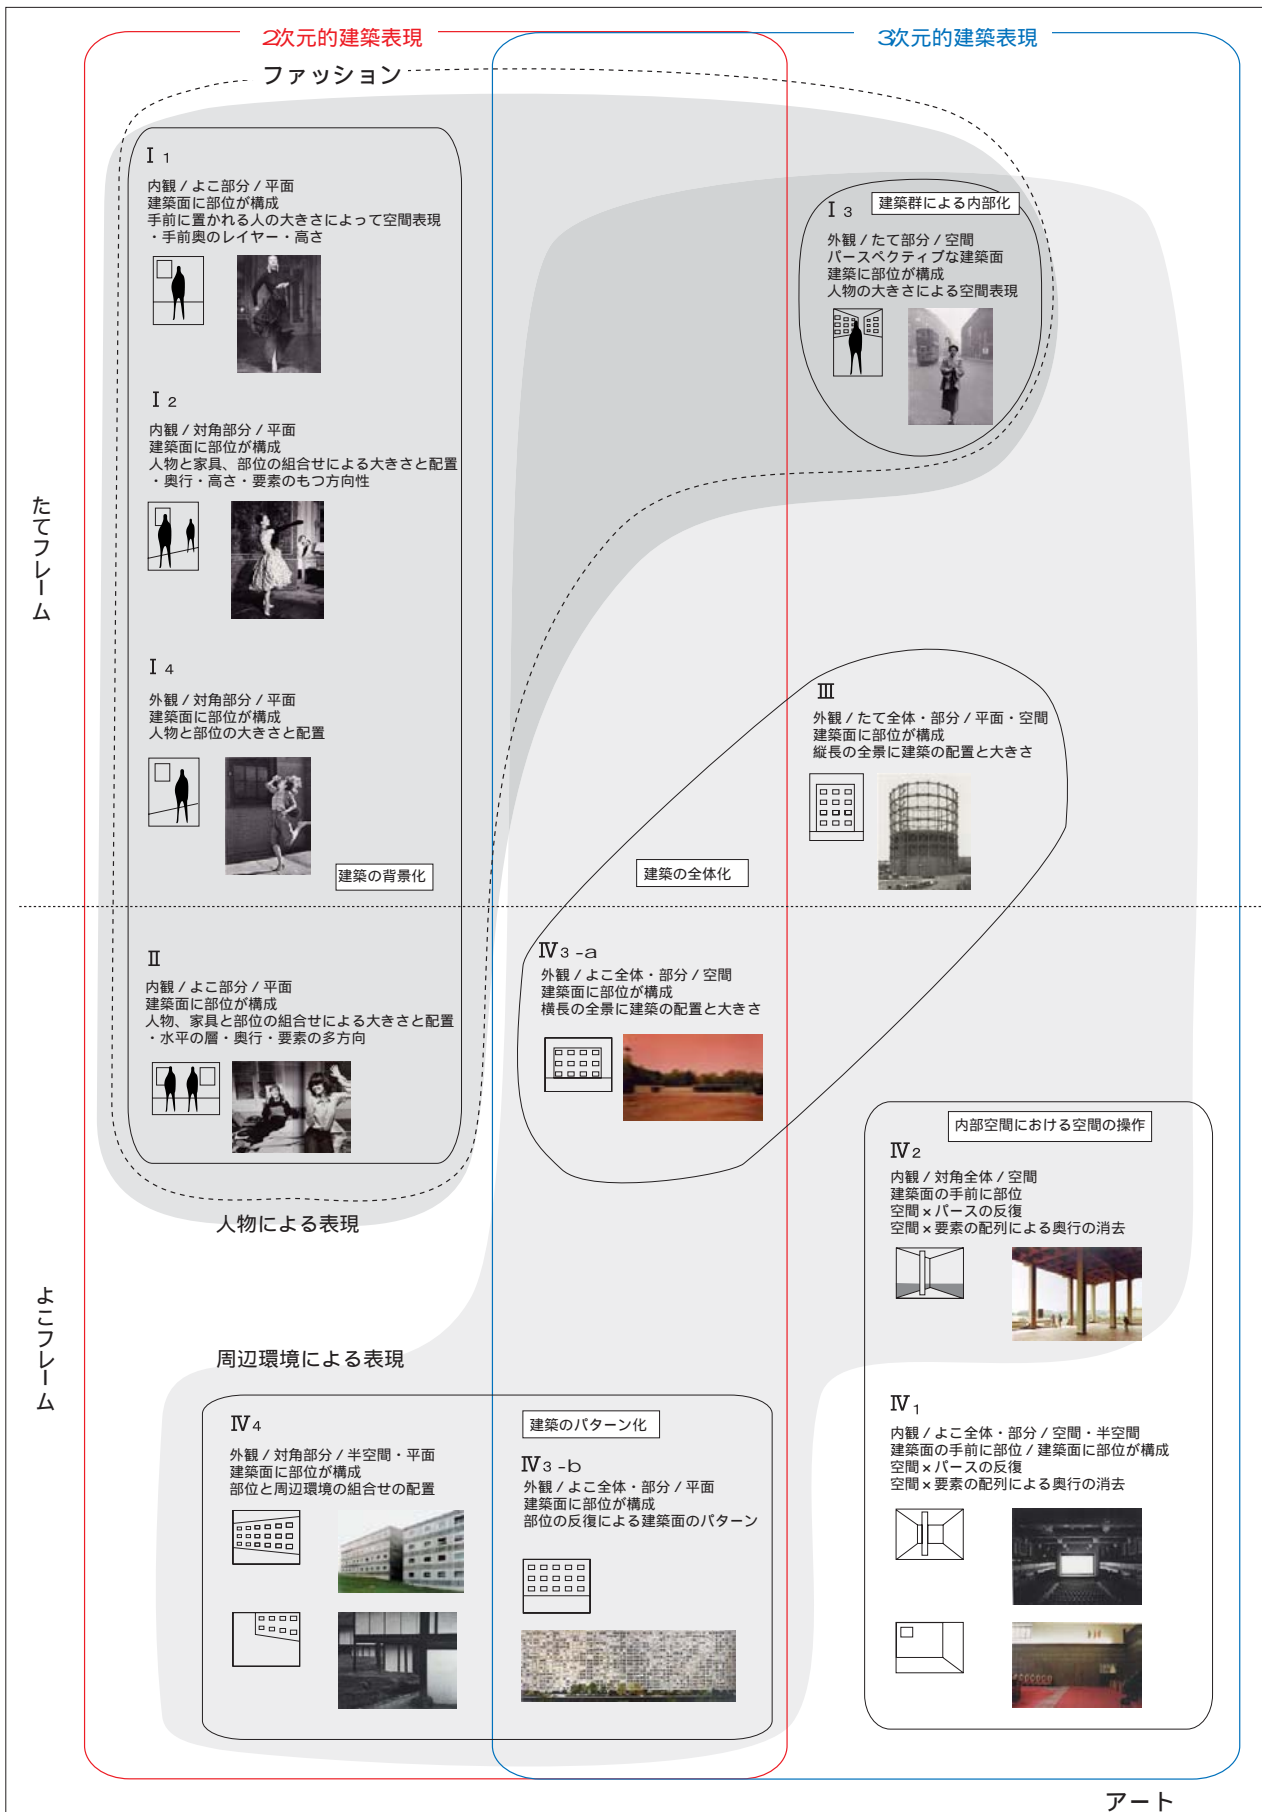 2次元的建築表現
3次元的建築表現
ファッション
Ⅰ1
内観 / よこ部分 / 平面
建築面に部位が構成
手前に置かれる人の大きさによって空間表現
・手前奥のレイヤー・高さ
Ⅰ3
建築群による内部化
外観 / たて部分 / 空間
パースペクティブな建築面
建築に部位が構成
人物の大きさによる空間表現
Ⅰ2
内観 / 対角部分 / 平面
建築面に部位が構成
人物と家具、部位の組合せによる大きさと配置
・奥行・高さ・要素のもつ方向性
たてフレーム
Ⅰ4
外観 / 対角部分 / 平面
建築面に部位が構成
人物と部位の大きさと配置
建築の背景化
Ⅲ
外観 / たて全体・部分 / 平面・空間
建築面に部位が構成
縦長の全景に建築の配置と大きさ
建築の全体化
Ⅱ
内観 / よこ部分 / 平面
建築面に部位が構成
人物、家具と部位の組合せによる大きさと配置
・水平の層・奥行・要素の多方向
Ⅳ3-a
外観 / よこ全体・部分 / 空間
建築面に部位が構成
横長の全景に建築の配置と大きさ
内部空間における空間の操作
Ⅳ2
内観 / 対角全体 / 空間
建築面の手前に部位
空間×パースの反復
空間×要素の配列による奥行の消去
人物による表現
よこフレーム
周辺環境による表現
Ⅳ4
外観 / 対角部分 / 半空間・平面
建築面に部位が構成
部位と周辺環境の組合せの配置
建築のパターン化
Ⅳ3-b
外観 / よこ全体・部分 / 平面
建築面に部位が構成
部位の反復による建築面のパターン
Ⅳ1
内観 / よこ全体・部分 / 空間・半空間
建築面の手前に部位 / 建築面に部位が構成
空間×パースの反復
空間×要素の配列による奥行の消去
アート